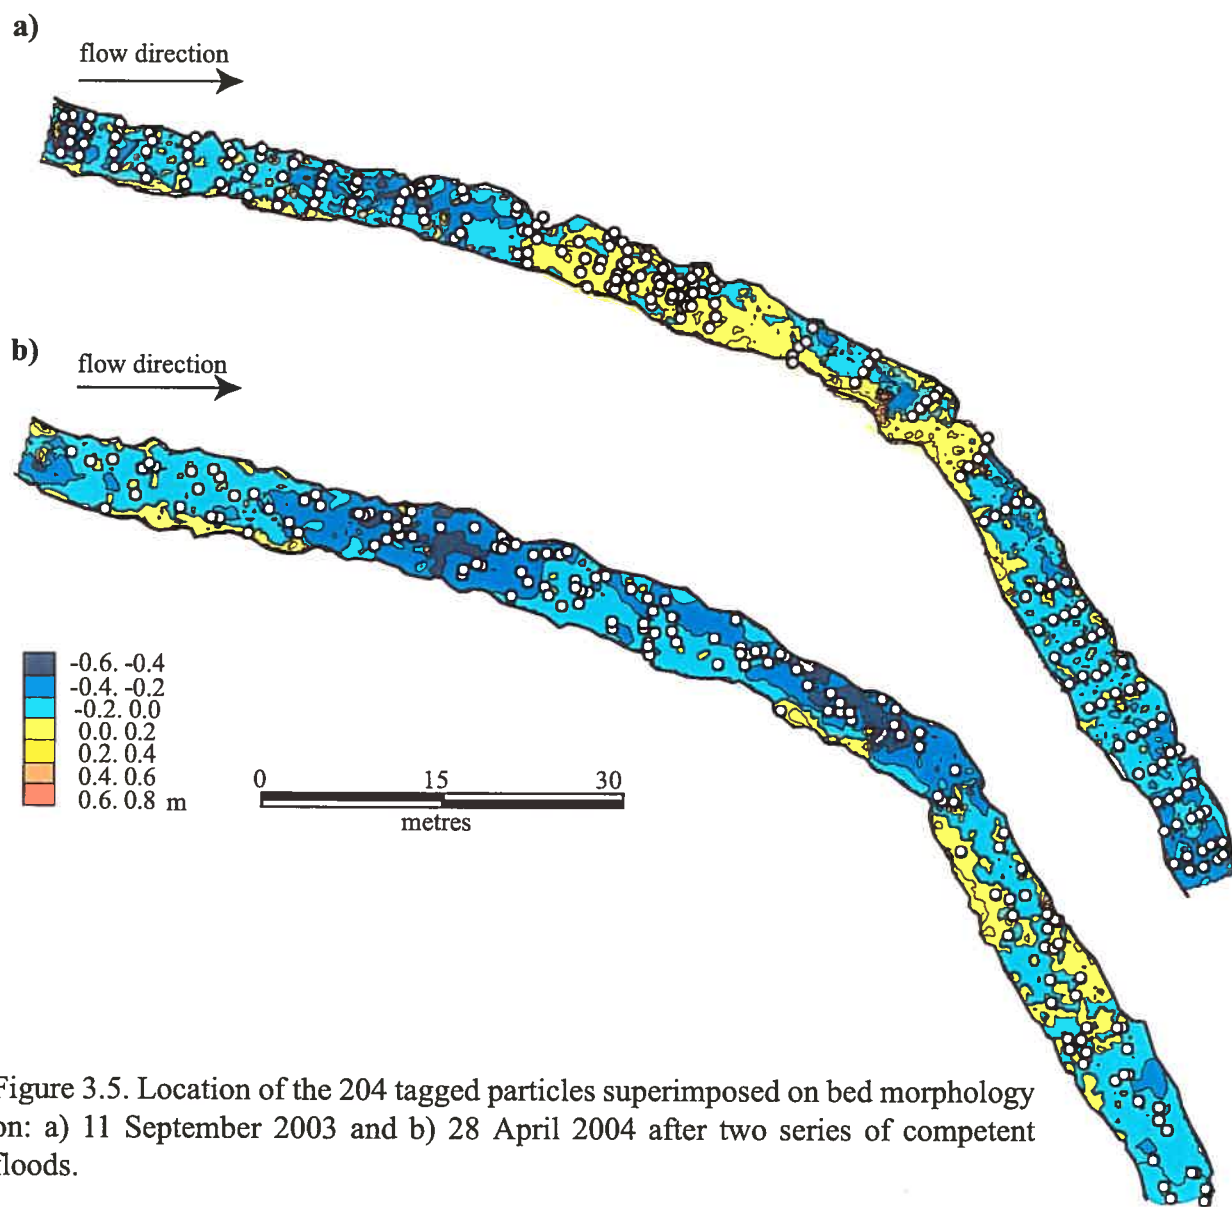 a)
flow direction
b)
flow direction
-0.6. -0.4
-0.4. -0.2
-0.2. 0.0
0.0. 0.2
0.2. 0.4
0.4. 0.6
0.6. 0.8 m
0 15 30
metres
Figure 3.5. Location of the 204 tagged particles superimposed on bed morphology
on: a) 11 September 2003 and b) 28 April 2004 after two series of competent
floods.